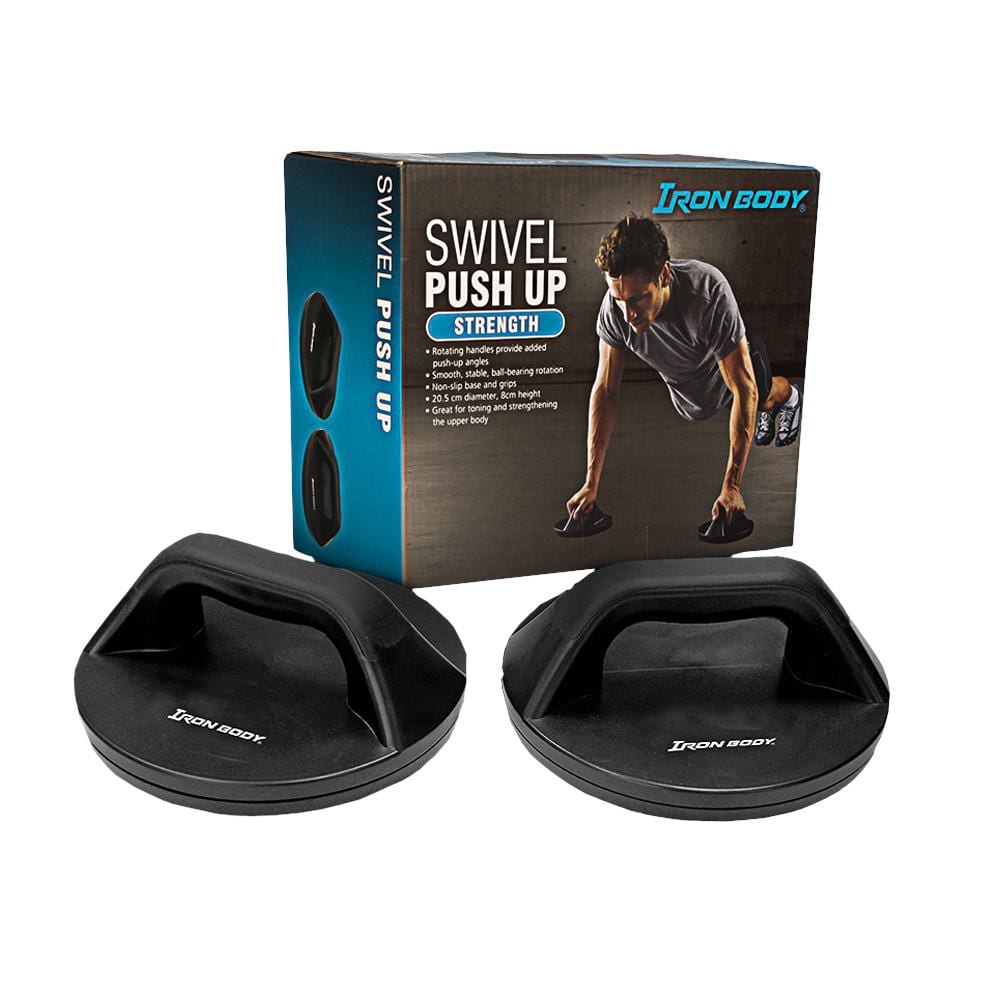 SWIVEL PUSH UP
IRON BODY®
SWIVEL
PUSH UP
STRENGTH
• Rotating handles provide added
push-up angles
• Smooth, stable, ball-bearing rotation
• Non-slip base and grips
• 20.5 cm diameter, 8cm height
• Great for toning and strengthening
the upper body
IRON BODY®
IRON BODY®